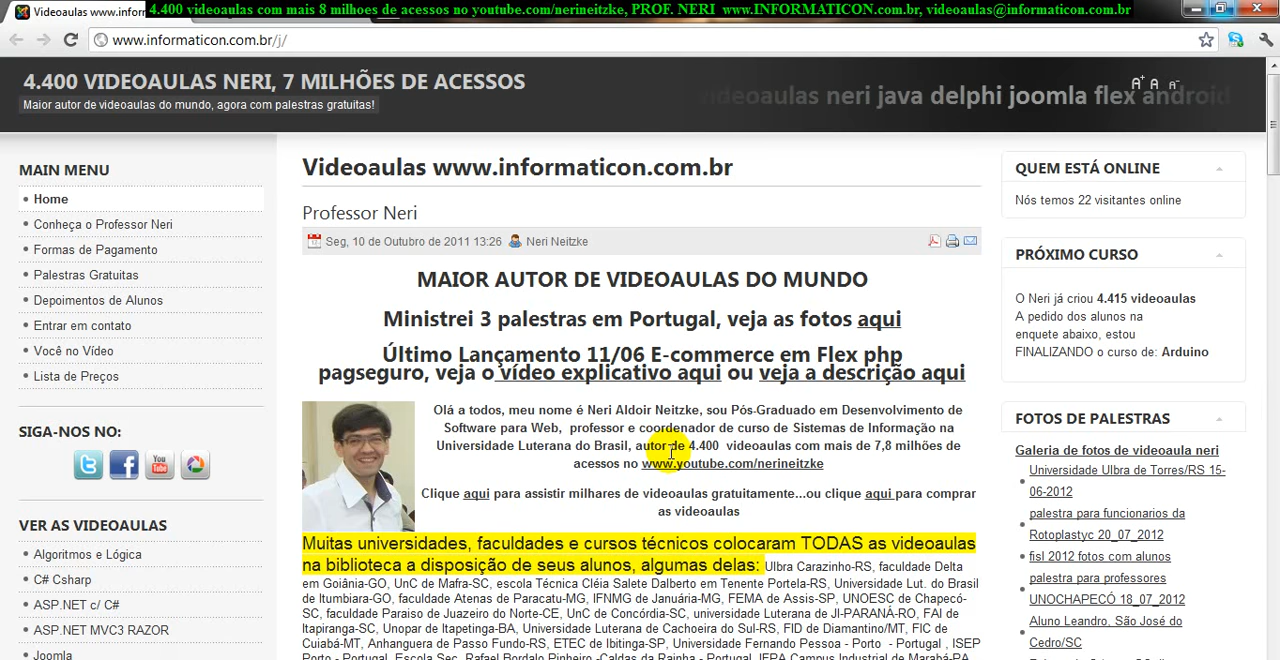 Videoaulas www.infor
4.400 videoaulas com mais 8 milhoes de acessos no youtube.com/nerineitzke, PROF. NERI www.INFORMATICON.com.br, videoaulas@informaticon.com.br
www.informaticon.com.br/j/
4.400 VIDEOAULAS NERI, 7 MILHÕES DE ACESSOS
Maior autor de videoaulas do mundo, agora com palestras gratuitas!
videoaulas neri java delphi joomla flex android
A+ A A-
MAIN MENU
Home
Conheça o Professor Neri
Formas de Pagamento
Palestras Gratuitas
Depoimentos de Alunos
Entrar em contato
Você no Vídeo
Lista de Preços
SIGA-NOS NO:
You
Tube
VER AS VIDEOAULAS
Algoritmos e Lógica
C# Csharp
ASP.NET c/ C#
ASP.NET MVC3 RAZOR
Joomla
Videoaulas www.informaticon.com.br
Professor Neri
Seg, 10 de Outubro de 2011 13:26 Neri Neitzke
MAIOR AUTOR DE VIDEOAULAS DO MUNDO
Ministrei 3 palestras em Portugal, veja as fotos aqui
Último Lançamento 11/06 E-commerce em Flex php
pagseguro, veja o vídeo explicativo aqui ou veja a descrição aqui
Olá a todos, meu nome é Neri Aldoir Neitzke, sou Pós-Graduado em Desenvolvimento de
Software para Web, professor e coordenador de curso de Sistemas de Informação na
Universidade Luterana do Brasil, autor de 4.400 videoaulas com mais de 7,8 milhões de
acessos no www.youtube.com/nerineitzke
Clique aqui para assistir milhares de videoaulas gratuitamente...ou clique aqui para comprar
as videoaulas
Muitas universidades, faculdades e cursos técnicos colocaram TODAS as videoaulas
na biblioteca a disposição de seus alunos, algumas delas: Ulbra Carazinho-RS, faculdade Delta
em Goiânia-GO, UnC de Mafra-SC, escola Técnica Cléia Salete Dalberto em Tenente Portela-RS, Universidade Lut. do Brasil
de Itumbiara-GO, faculdade Atenas de Paracatu-MG, IFNMG de Januária-MG, FEMA de Assis-SP, UNOESC de Chapecó-
SC, faculdade Paraiso de Juazeiro do Norte-CE, UnC de Concórdia-SC, universidade Luterana de JI-PARANÁ-RO, FAI de
Itapiranga-SC, Unopar de Itapetinga-BA, Universidade Luterana de Cachoeira do Sul-RS, FID de Diamantino/MT, FIC de
Cuiabá-MT, Anhanguera de Passo Fundo-RS, ETEC de Ibitinga-SP, Universidade Fernando Pessoa - Porto - Portugal , ISEP
Porto - Portugal, Escola Sec. Rafael Bordalo Pinheiro -Caldas da Rainha - Portugal, IFPA Campus Industrial de Marabá-PA,
QUEM ESTÁ ONLINE
Nós temos 22 visitantes online
PRÓXIMO CURSO
O Neri já criou 4.415 videoaulas
A pedido dos alunos na
enquete abaixo, estou
FINALIZANDO o curso de: Arduino
FOTOS DE PALESTRAS
Galeria de fotos de videoaula neri
Universidade Ulbra de Torres/RS 15-
06-2012
palestra para funcionarios da
Rotoplastyc 20_07_2012
fisl 2012 fotos com alunos
palestra para professores
UNOCHAPECÓ 18_07_2012
Aluno Leandro, São José do
Cedro/SC